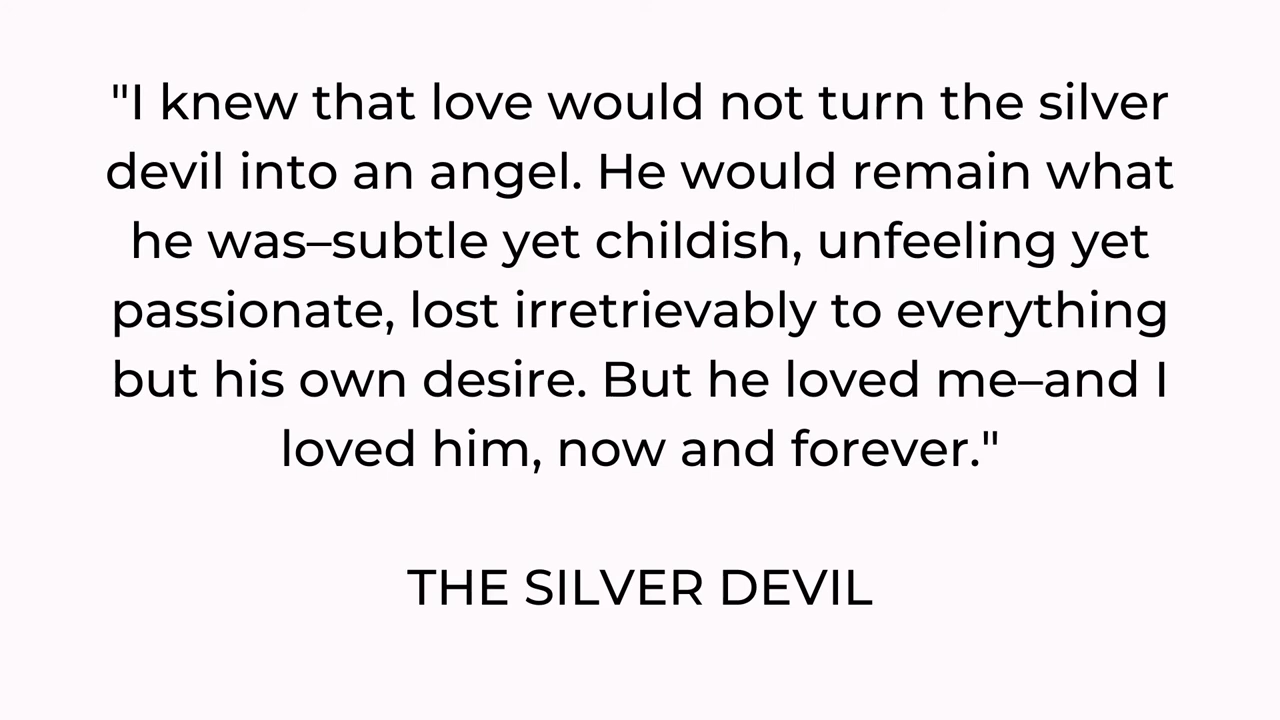 "I knew that love would not turn the silver
devil into an angel. He would remain what
he was–subtle yet childish, unfeeling yet
passionate, lost irretrievably to everything
but his own desire. But he loved me–and I
loved him, now and forever."
THE SILVER DEVIL